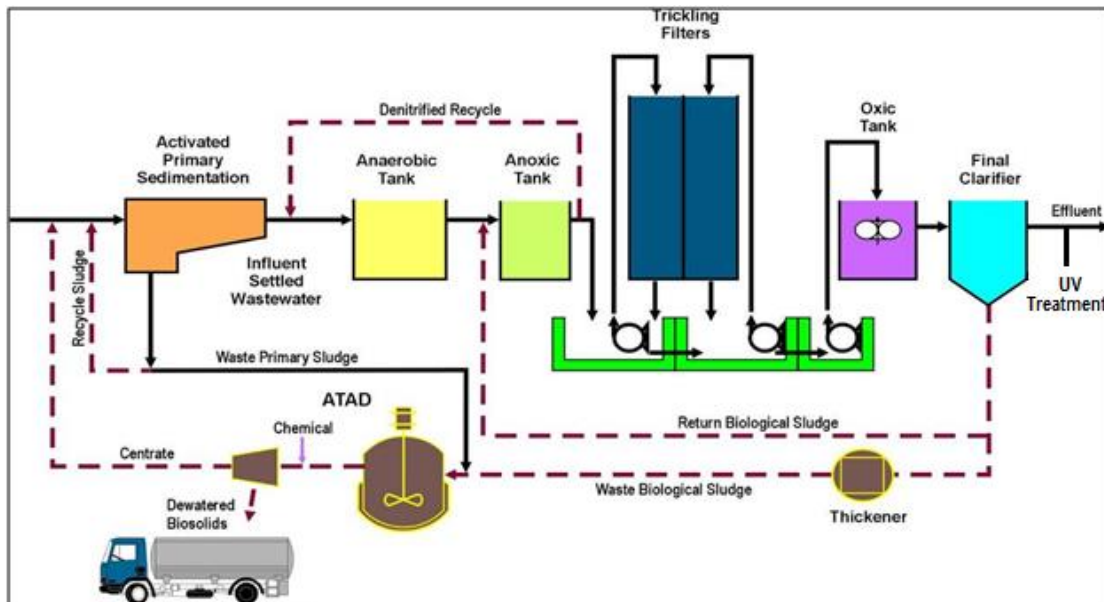 Trickling
Filters
Denitrified Recycle
Oxic
Tank
Activated
Primary
Sedimentation
Anaerobic
Tank
Anoxic
Tank
Final
Clarifier
Effluent
Influent
Settled
Wastewater
UV
Treatment
Recycle Sludge
Waste Primary Sludge
ATAD
Chemical
Return Biological Sludge
Centrate
Waste Biological Sludge
Dewatered
Biosolids
Thickener